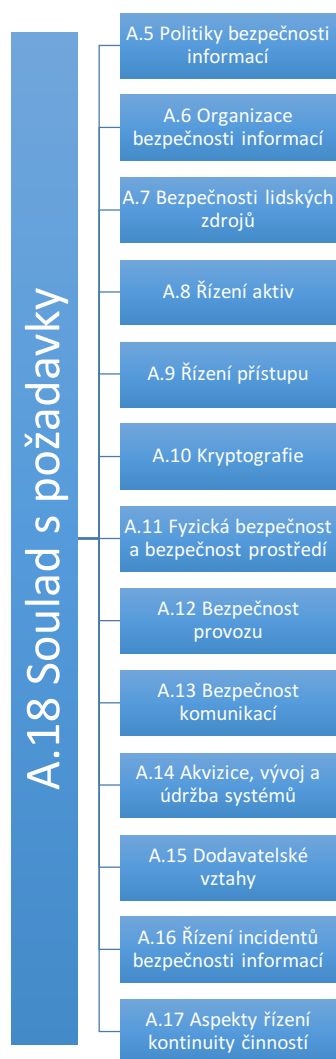 A.18 Soulad s požadavky
A.5 Politiky bezpečnosti
informací
A.6 Organizace
bezpečnosti informací
A.7 Bezpečnosti lidských
zdrojů
A.8 Řízení aktiv
A.9 Řízení přístupu
A.10 Kryptografie
A.11 Fyzická bezpečnost
a bezpečnost prostředí
A.12 Bezpečnost
provozu
A.13 Bezpečnost
komunikací
A.14 Akvizice, vývoj a
údržba systémů
A.15 Dodavatelské
vztahy
A.16 Řízení incidentů
bezpečnosti informací
A.17 Aspekty řízení
kontinuity činností